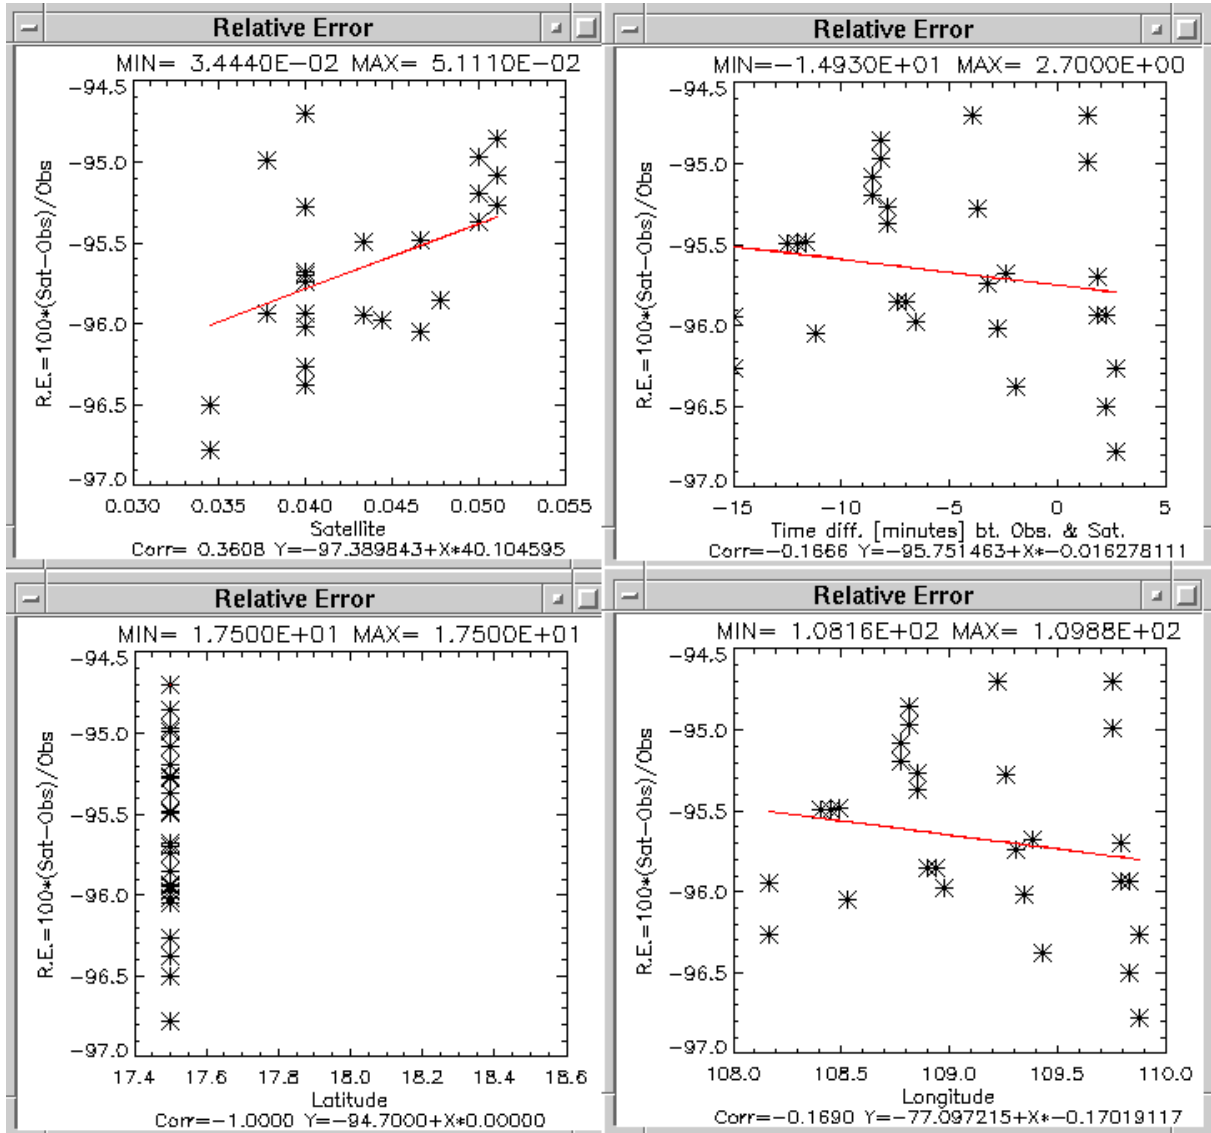 Relative Error
MIN= 3.4440E-02 MAX= 5.1110E-02
R.E.=100*(Sat-Obs)/Obs
-94.5
-95.0
-95.5
-96.0
-96.5
-97.0
0.030 0.035 0.040 0.045 0.050 0.055
Satellite
Corr= 0.3608 Y=-97.389843+X*40.104595
Relative Error
MIN=-1.4930E+01 MAX= 2.7000E+00
R.E.=100*(Sat-Obs)/Obs
-94.5
-95.0
-95.5
-96.0
-96.5
-97.0
-15 -10 -5 0 5
Time diff. [minutes] bt. Obs. & Sat.
Corr=-0.1666 Y=-95.751463+X*-0.016278111
Relative Error
MIN= 1.7500E+01 MAX= 1.7500E+01
R.E.=100*(Sat-Obs)/Obs
-94.5
-95.0
-95.5
-96.0
-96.5
-97.0
17.4 17.6 17.8 18.0 18.2 18.4 18.6
Latitude
Corr=-1.0000 Y=-94.7000+X*0.00000
Relative Error
MIN= 1.0816E+02 MAX= 1.0988E+02
R.E.=100*(Sat-Obs)/Obs
-94.5
-95.0
-95.5
-96.0
-96.5
-97.0
108.0 108.5 109.0 109.5 110.0
Longitude
Corr=-0.1690 Y=-77.097215+X*-0.17019117